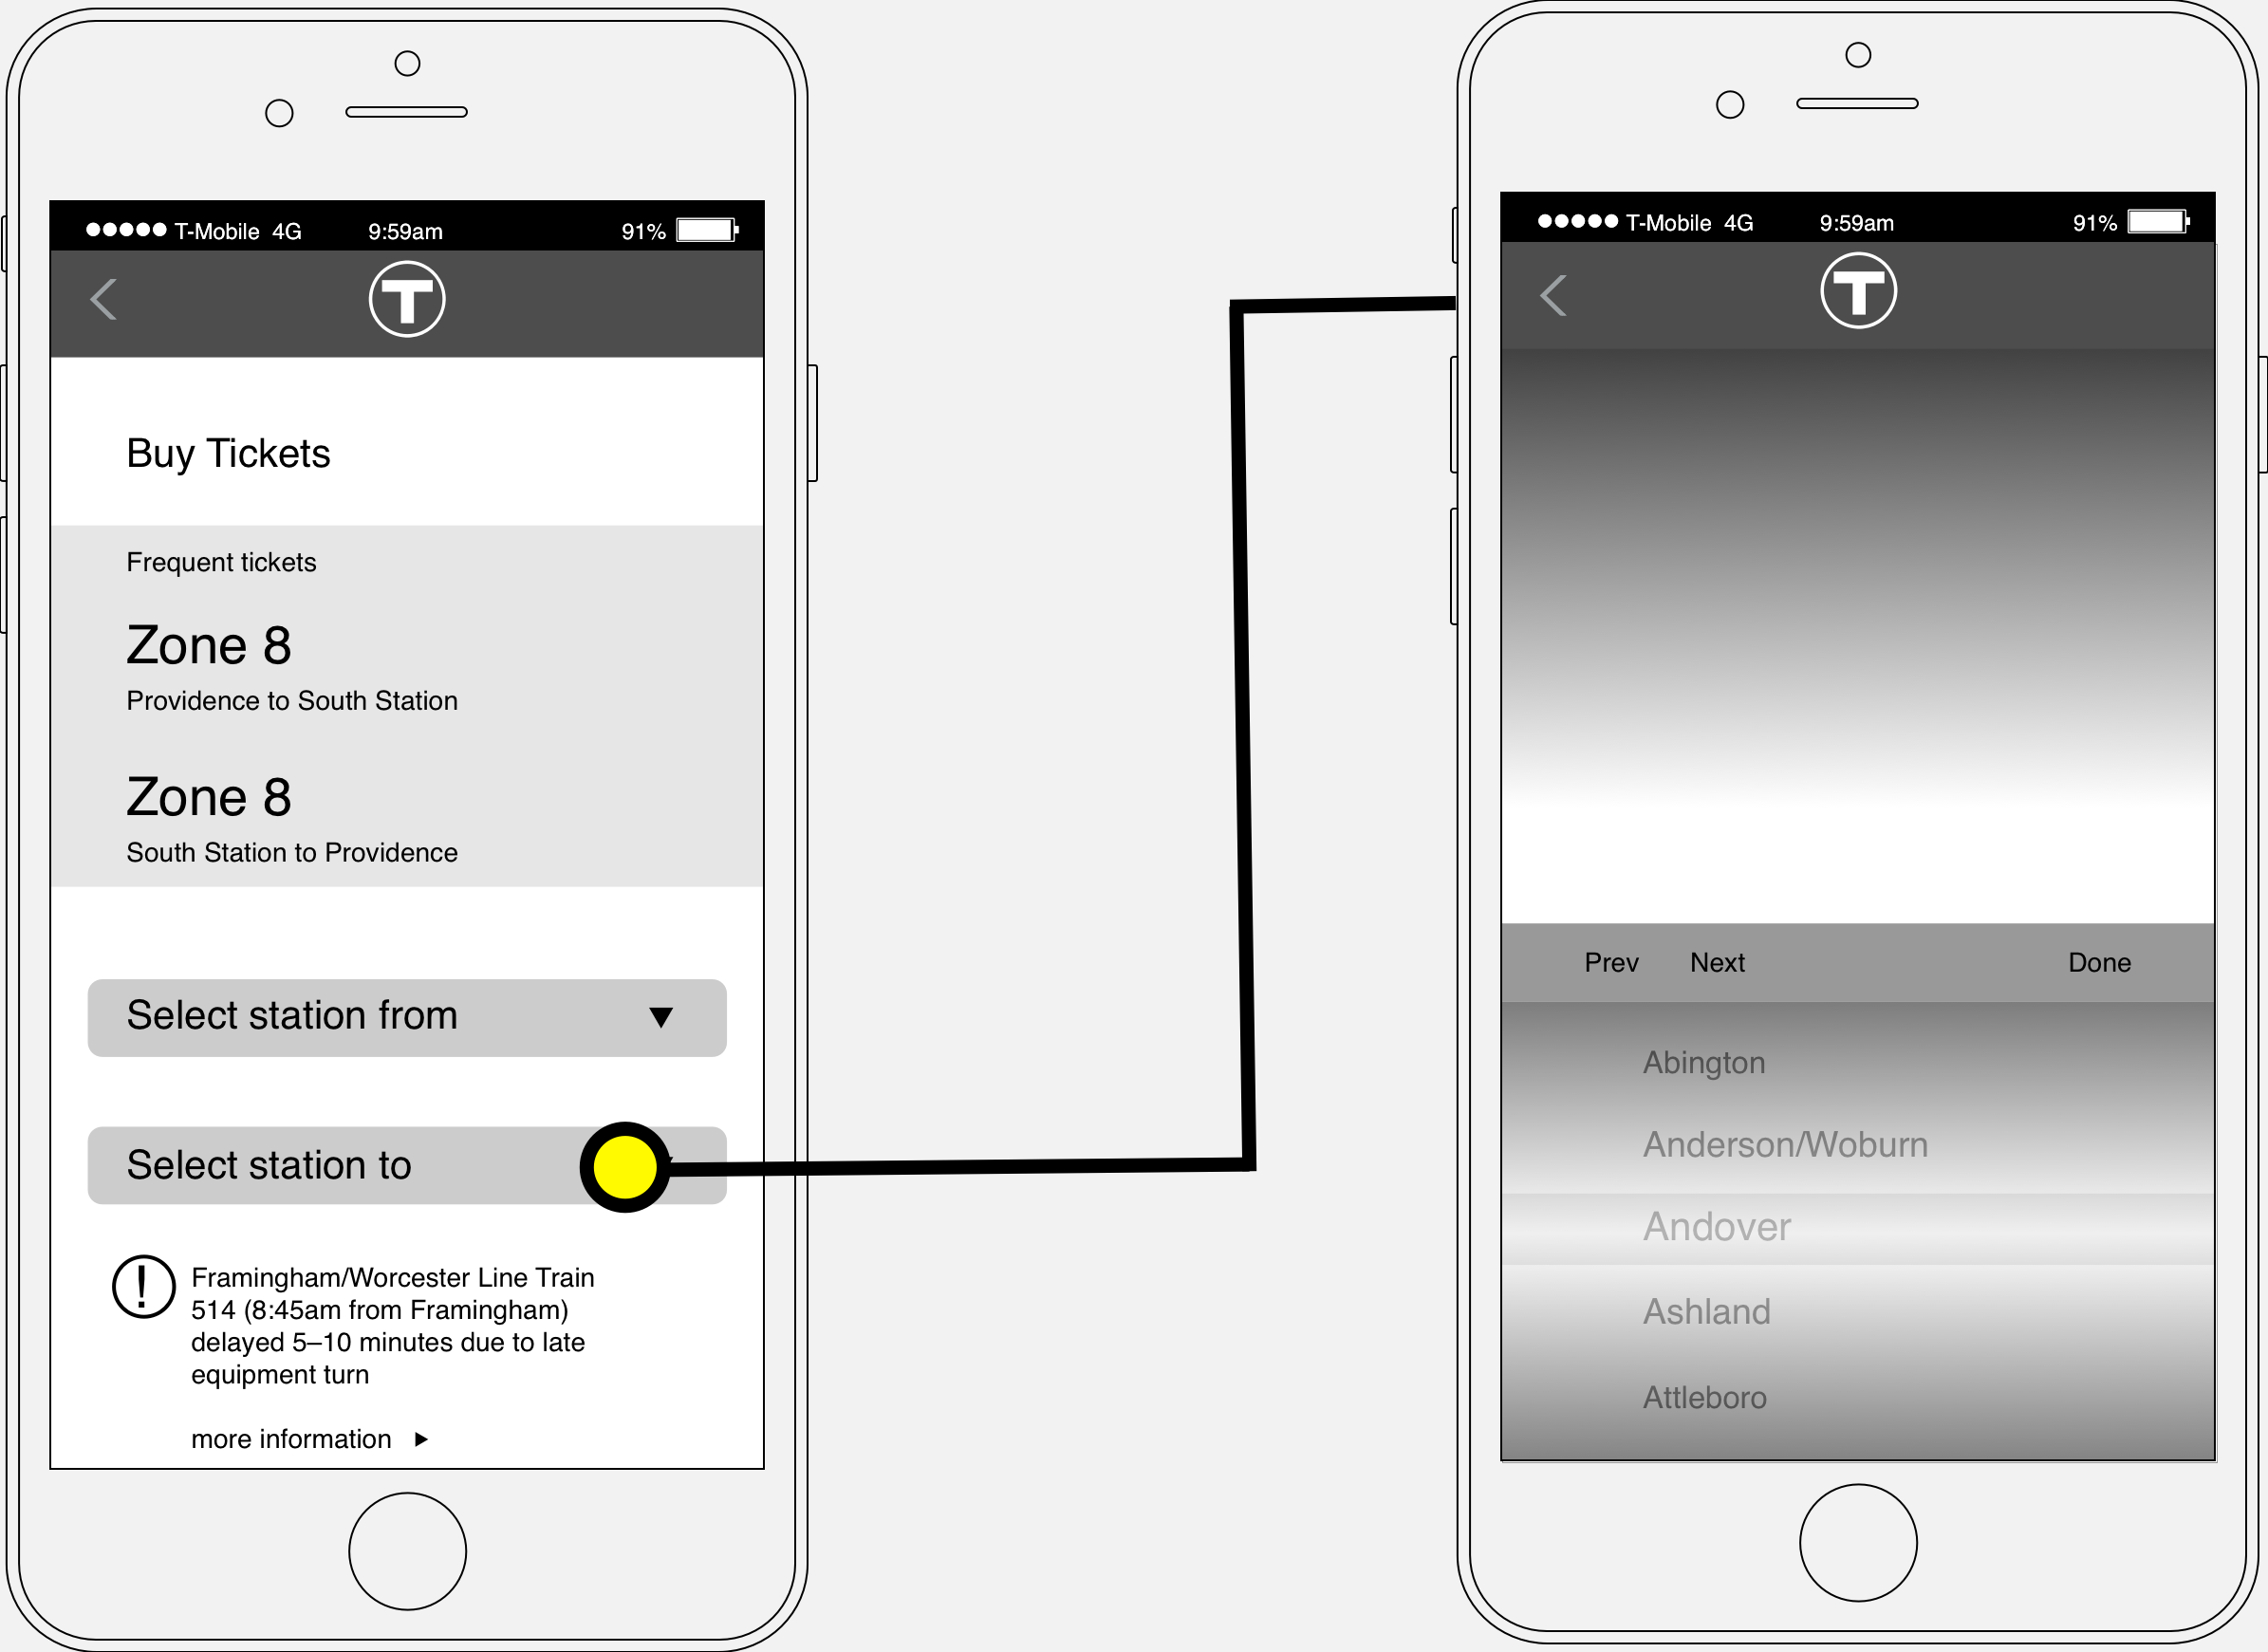 T-Mobile 4G 9:59am 91%
T
Buy Tickets
Frequent tickets
Zone 8
Providence to South Station
Zone 8
South Station to Providence
Select station from
Select station to
!
Framingham/Worcester Line Train
514 (8:45am from Framingham)
delayed 5–10 minutes due to late
equipment turn
more information
T-Mobile 4G 9:59am 91%
T
Prev Next Done
Abington
Anderson/Woburn
Andover
Ashland
Attleboro